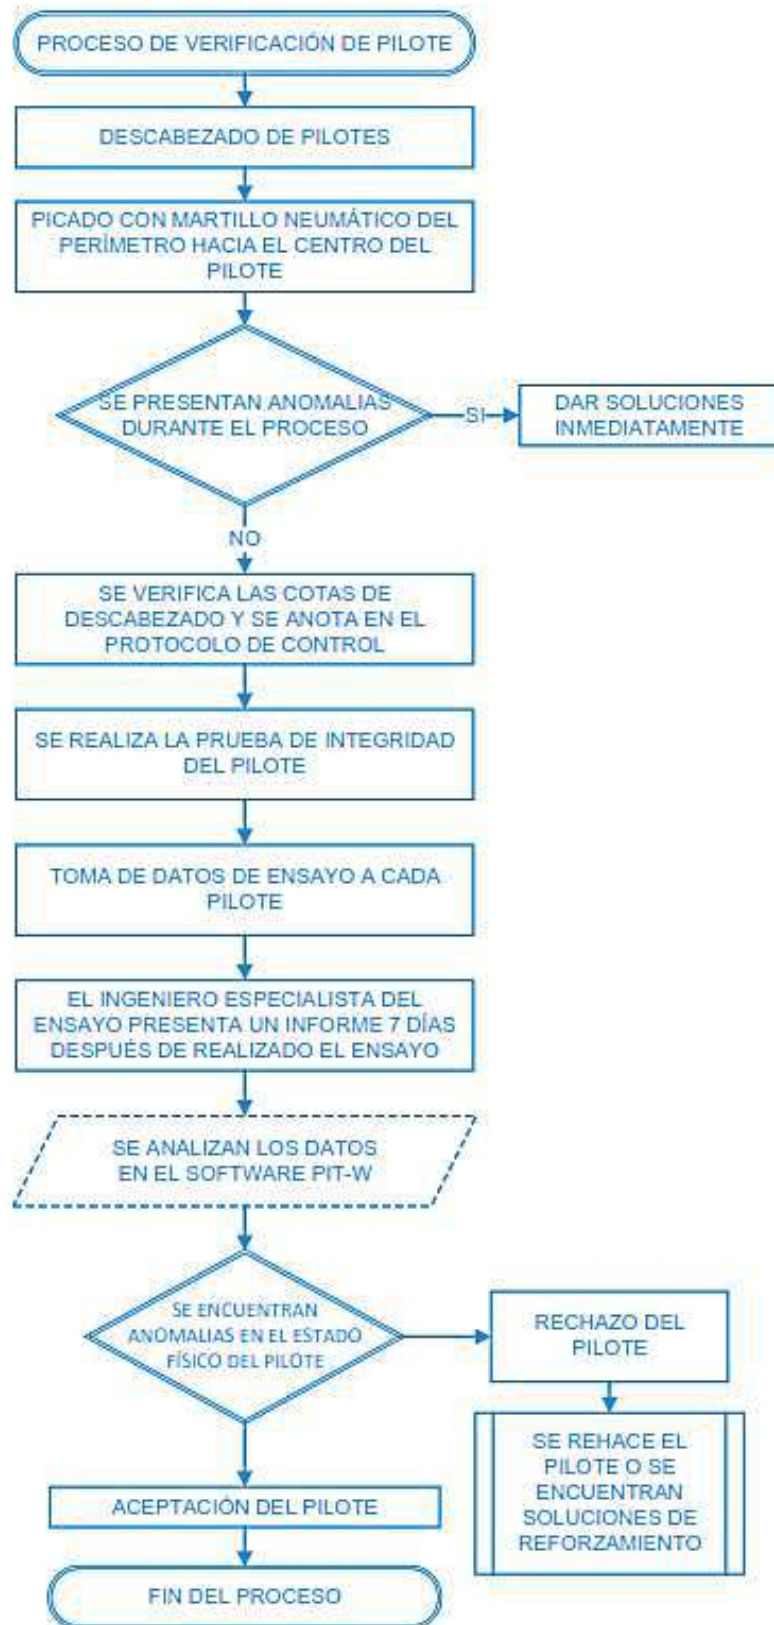 PROCESO DE VERIFICACIÓN DE PILOTE
DESCABEZADO DE PILOTES
PICADO CON MARTILLO NEUMÁTICO DEL
PERÍMETRO HACIA EL CENTRO DEL
PILOTE
SE PRESENTAN ANOMALIAS
DURANTE EL PROCESO
SI
DAR SOLUCIONES
INMEDIATAMENTE
NO
SE VERIFICA LAS COTAS DE
DESCABEZADO Y SE ANOTA EN EL
PROTOCOLO DE CONTROL
SE REALIZA LA PRUEBA DE INTEGRIDAD
DEL PILOTE
TOMA DE DATOS DE ENSAYO A CADA
PILOTE
EL INGENIERO ESPECIALISTA DEL
ENSAYO PRESENTA UN INFORME 7 DÍAS
DESPUÉS DE REALIZADO EL ENSAYO
SE ANALIZAN LOS DATOS
EN EL SOFTWARE PIT-W
SE ENCUENTRAN
ANOMALIAS EN EL ESTADO
FÍSICO DEL PILOTE
RECHAZO DEL
PILOTE
SE REHACE EL
PILOTE O SE
ENCUENTRAN
SOLUCIONES DE
REFORZAMIENTO
ACEPTACIÓN DEL PILOTE
FIN DEL PROCESO